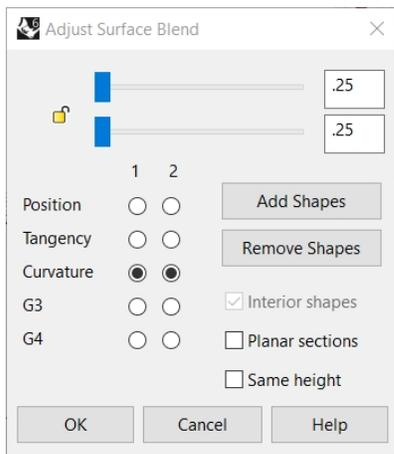 Adjust Surface Blend
.25
.25
1 2
Position
Tangency
Curvature
G3
G4
Add Shapes
Remove Shapes
Interior shapes
Planar sections
Same height
OK Cancel Help